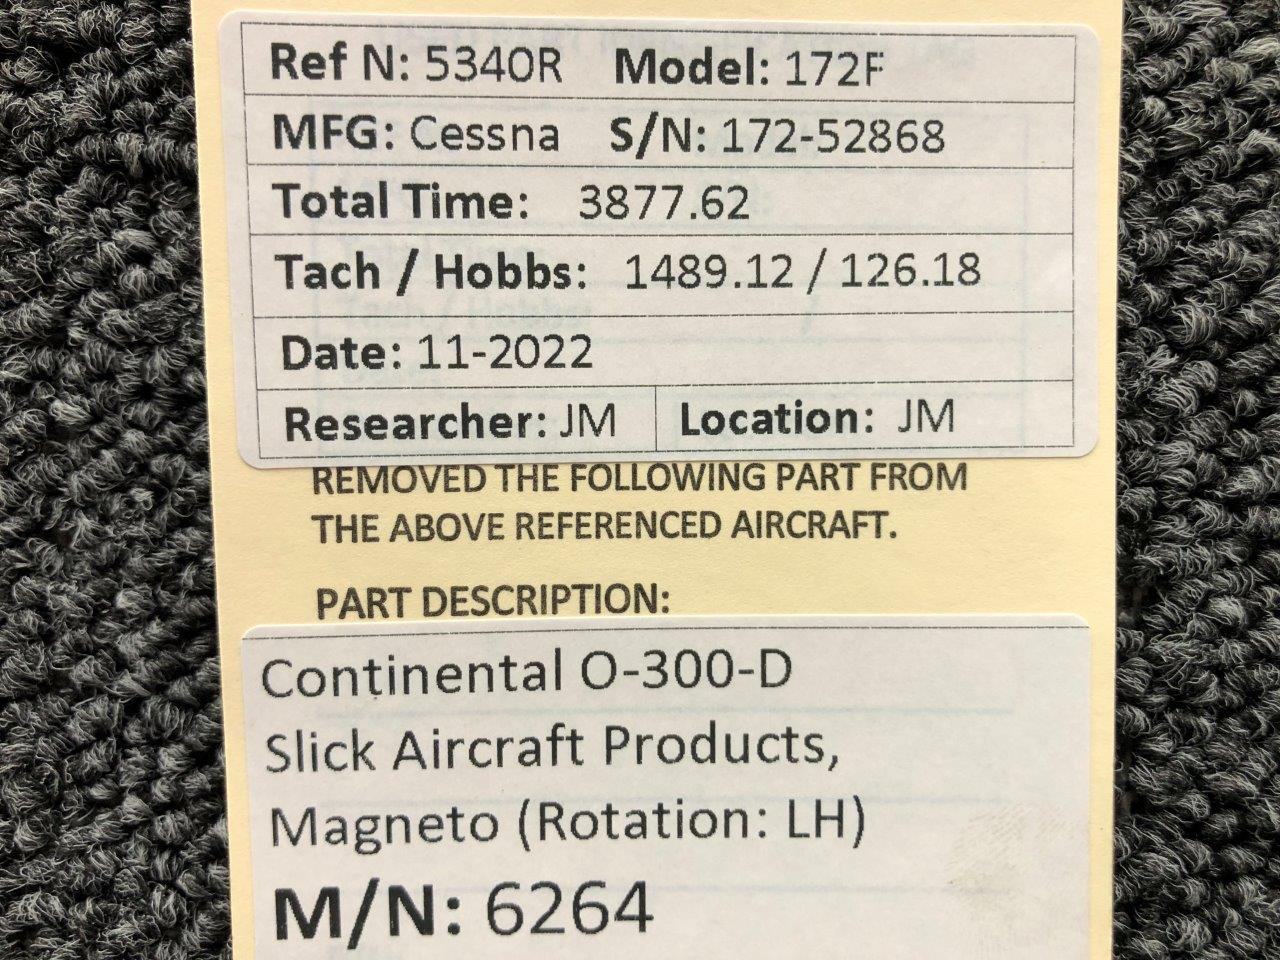 Ref N: 5340R Model: 172F
MFG: Cessna S/N: 172-52868
Total Time: 3877.62
Tach / Hobbs: 1489.12 / 126.18
Date: 11-2022
Researcher: JM Location: JM
REMOVED THE FOLLOWING PART FROM
THE ABOVE REFERENCED AIRCRAFT.
PART DESCRIPTION:
Continental O-300-D
Slick Aircraft Products,
Magneto (Rotation: LH)
M/N: 6264